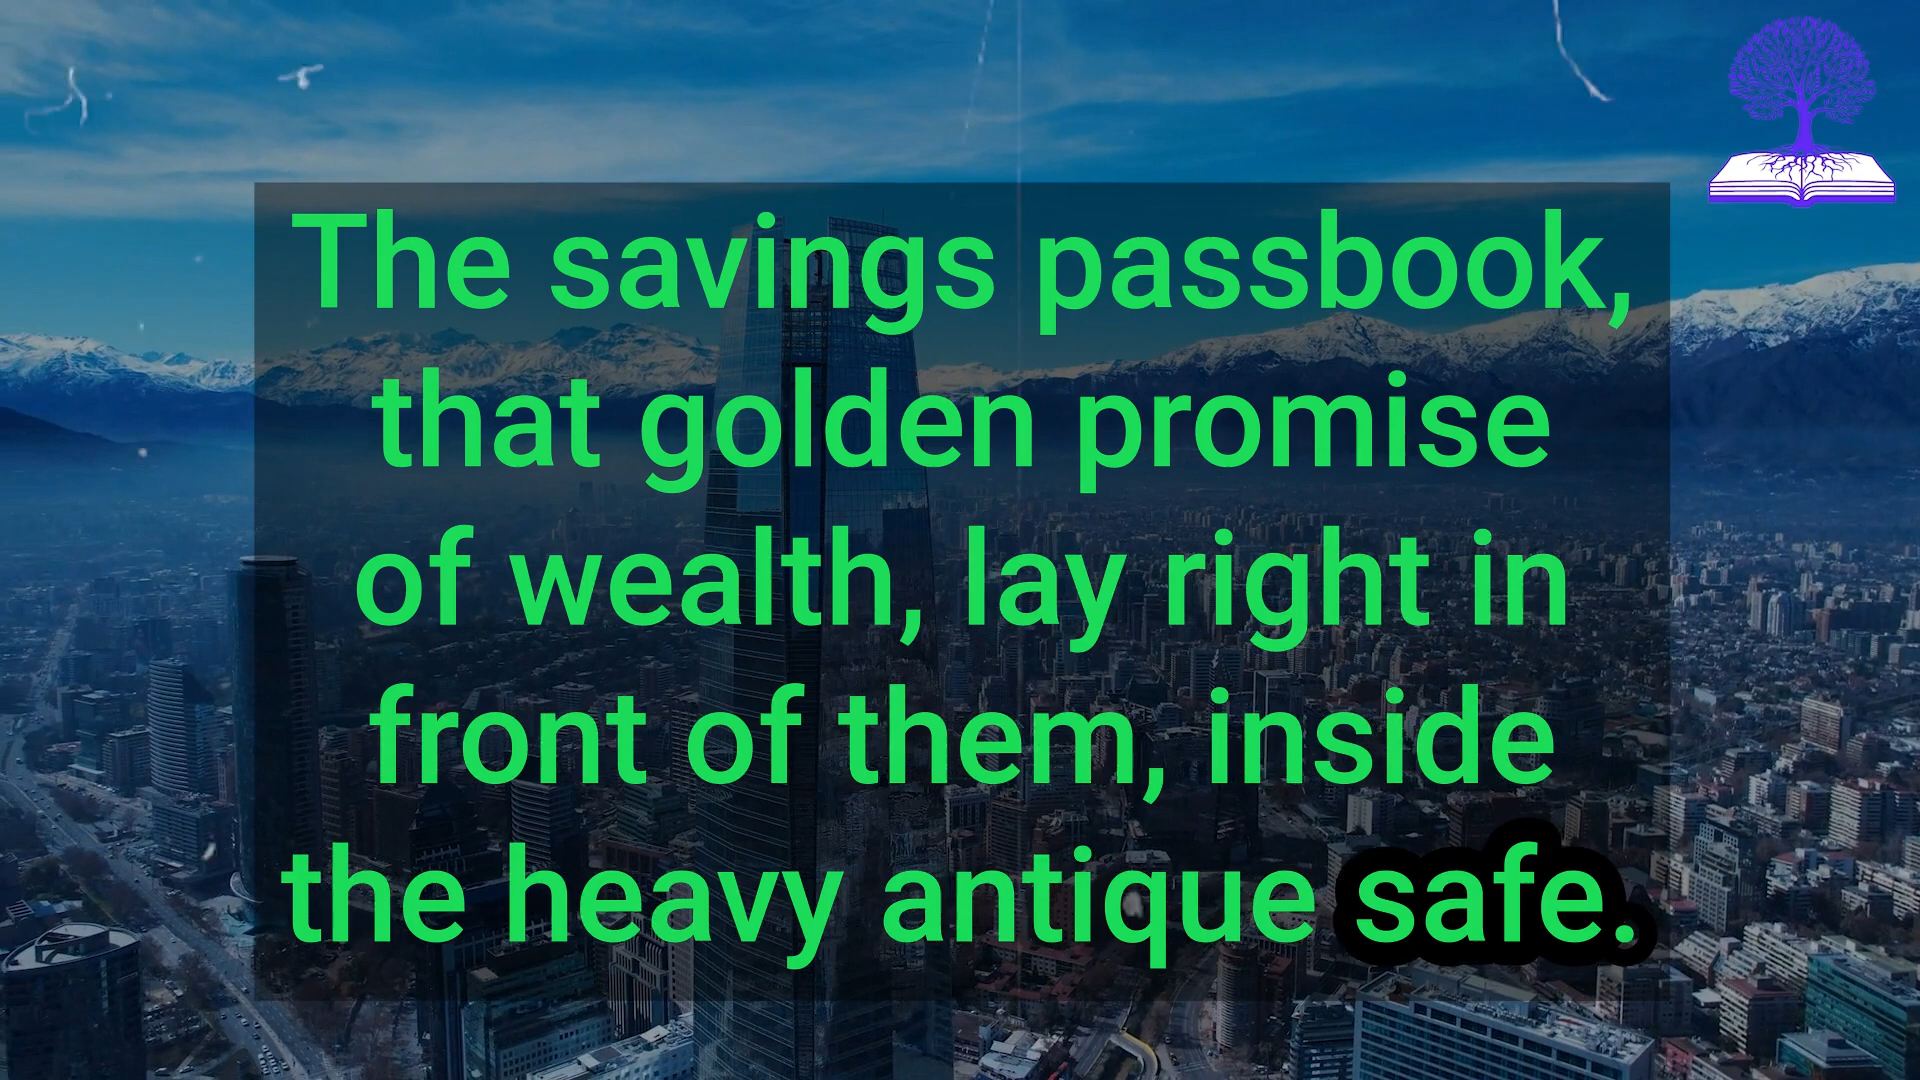 The savings passbook,
that golden promise
of wealth, lay right in
front of them, inside
the heavy antique safe.